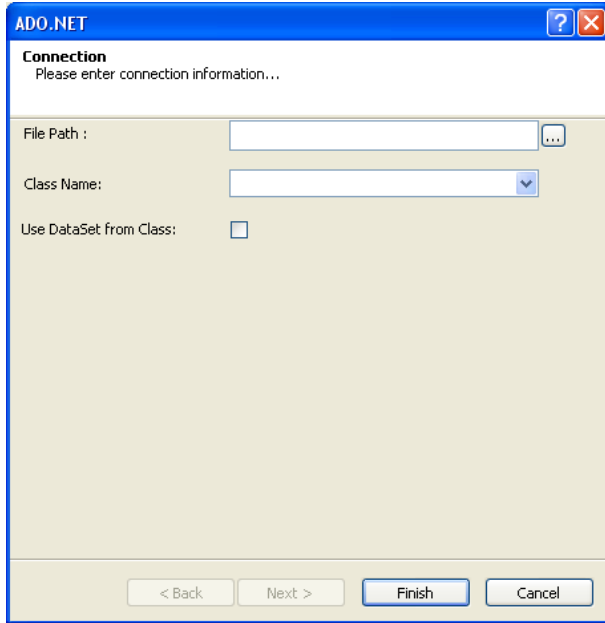 ADO.NET
Connection
Please enter connection information...
File Path :
...
Class Name:
Use DataSet from Class:
< Back Next > Finish Cancel